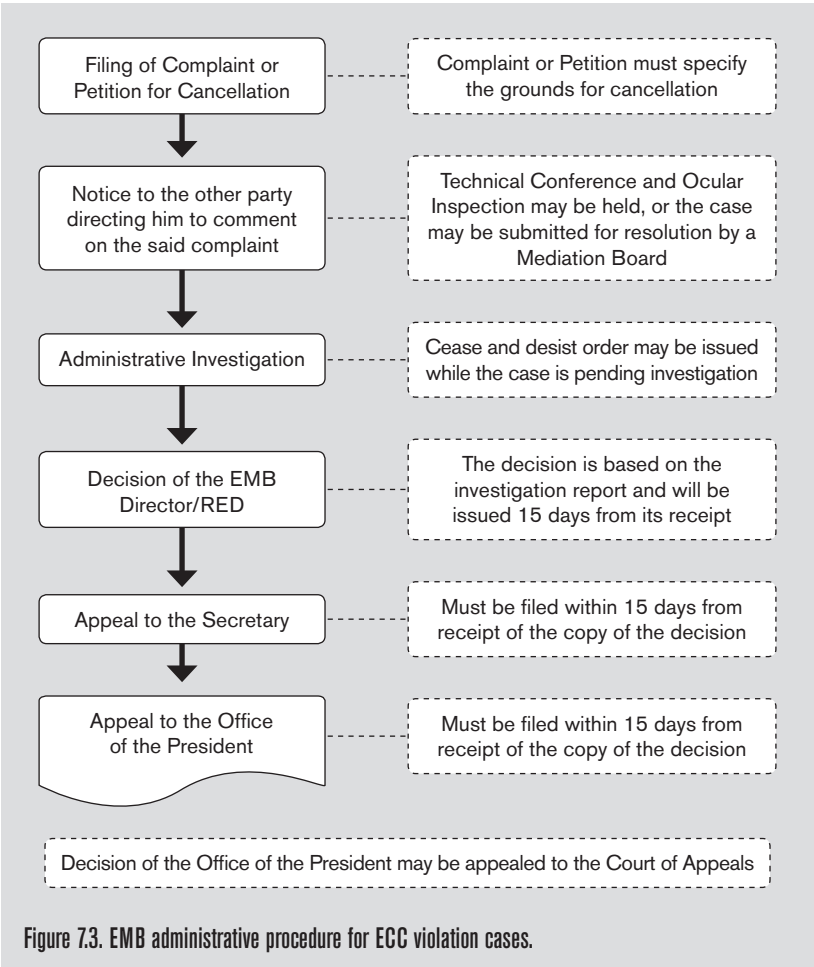 Filing of Complaint or
Petition for Cancellation
Complaint or Petition must specify
the grounds for cancellation
Notice to the other party
directing him to comment
on the said complaint
Technical Conference and Ocular
Inspection may be held, or the case
may be submitted for resolution by a
Mediation Board
Administrative Investigation
Cease and desist order may be issued
while the case is pending investigation
Decision of the EMB
Director/RED
The decision is based on the
investigation report and will be
issued 15 days from its receipt
Appeal to the Secretary
Must be filed within 15 days from
receipt of the copy of the decision
Appeal to the Office
of the President
Must be filed within 15 days from
receipt of the copy of the decision
Decision of the Office of the President may be appealed to the Court of Appeals
Figure 7.3. EMB administrative procedure for ECC violation cases.